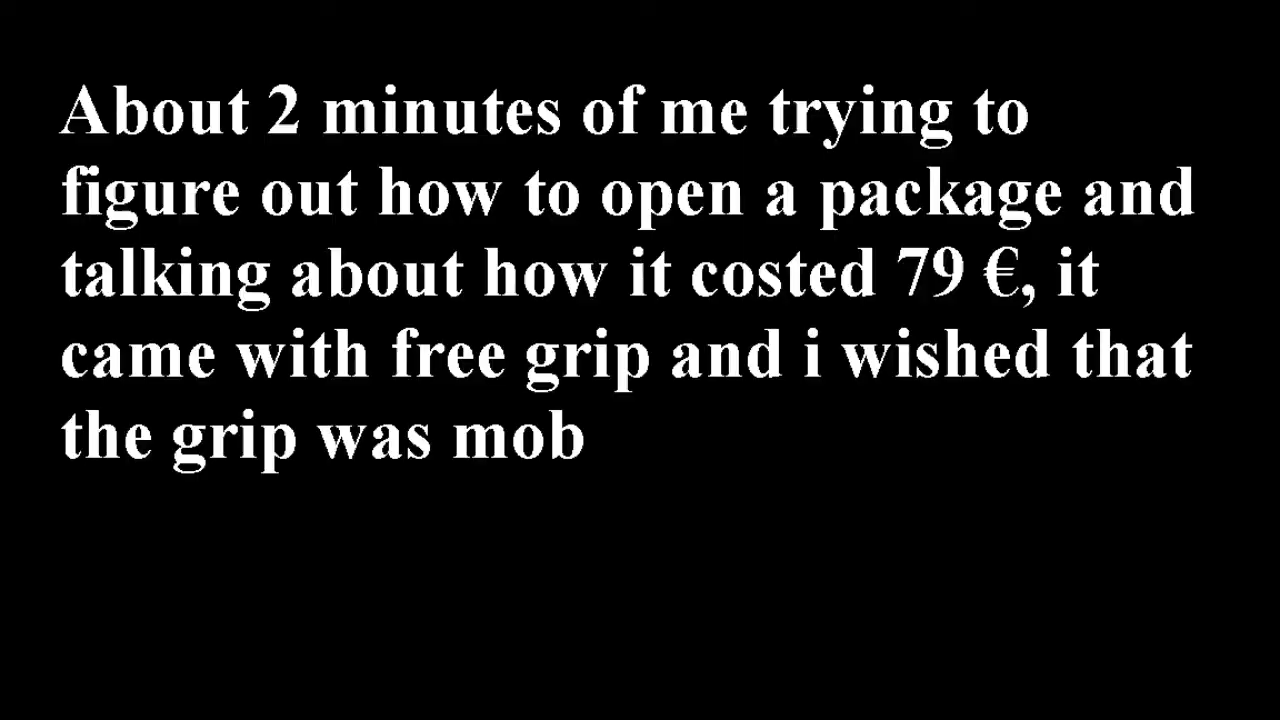 About 2 minutes of me trying to
figure out how to open a package and
talking about how it costed 79 €, it
came with free grip and i wished that
the grip was mob